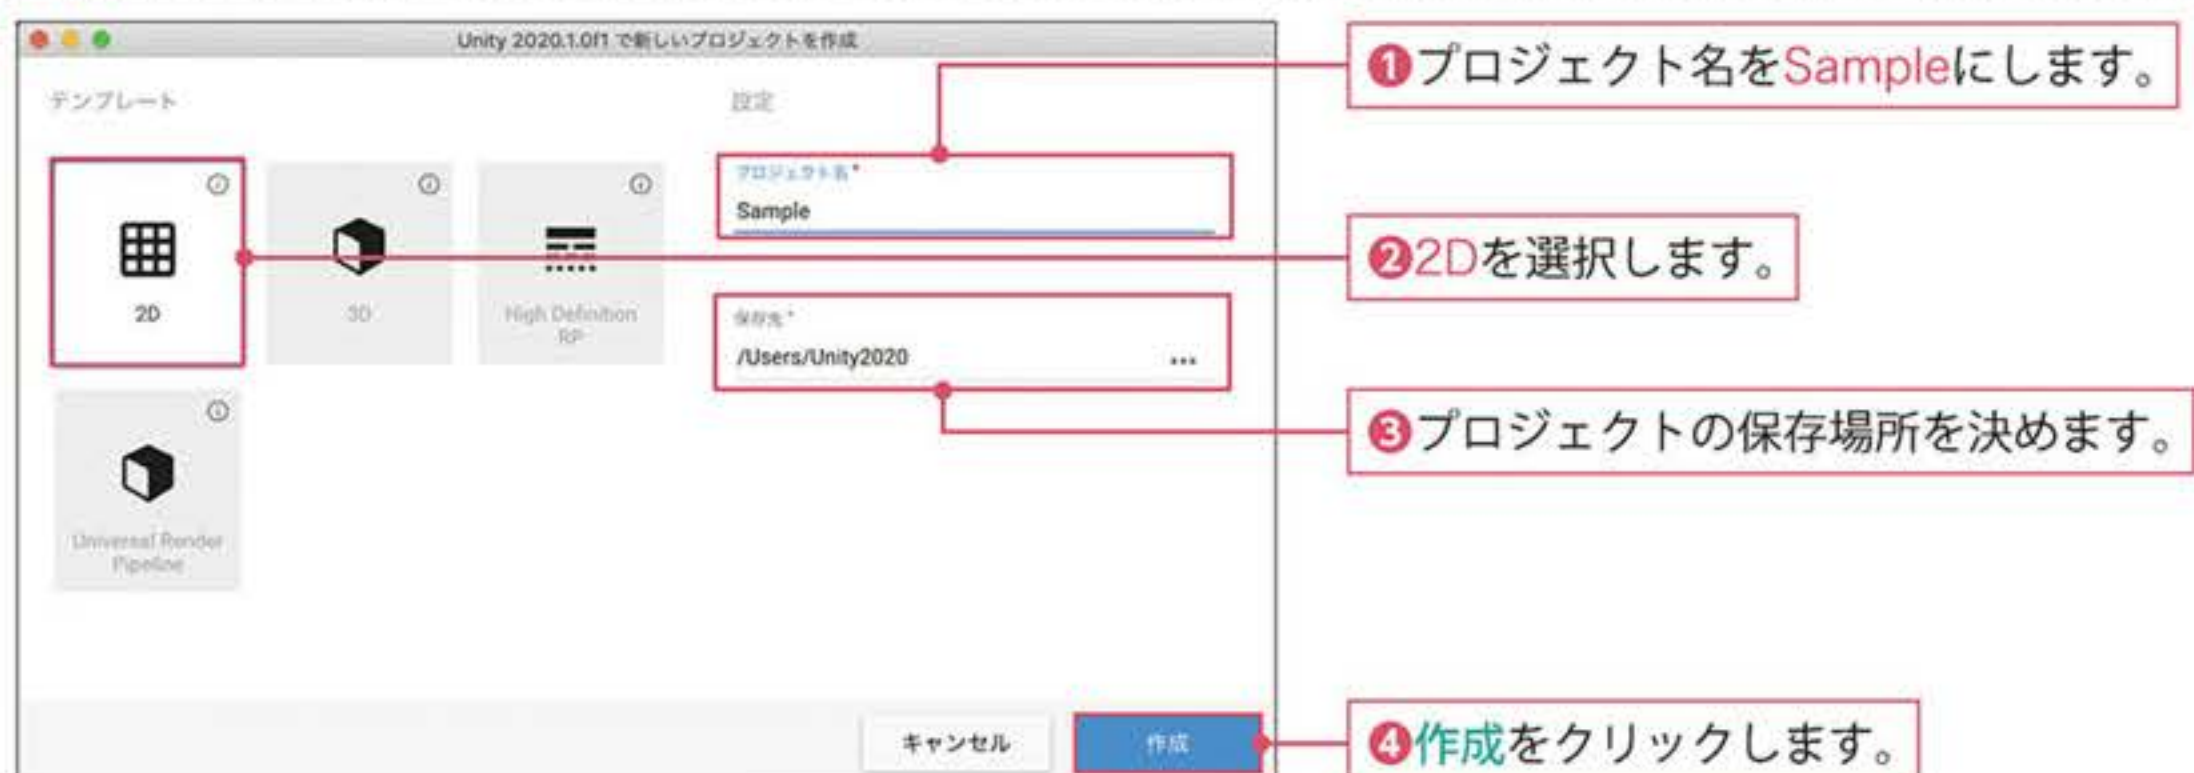 Unity 2020.1.0f1 で新しいプロジェクトを作成
テンプレート
設定
2D
3D
High Definition
RP
Universal Render
Pipeline
プロジェクト名*
Sample
保存先*
/Users/Unity2020
...
キャンセル
作成
❶プロジェクト名をSampleにします。
❷2Dを選択します。
❸プロジェクトの保存場所を決めます。
❹作成をクリックします。